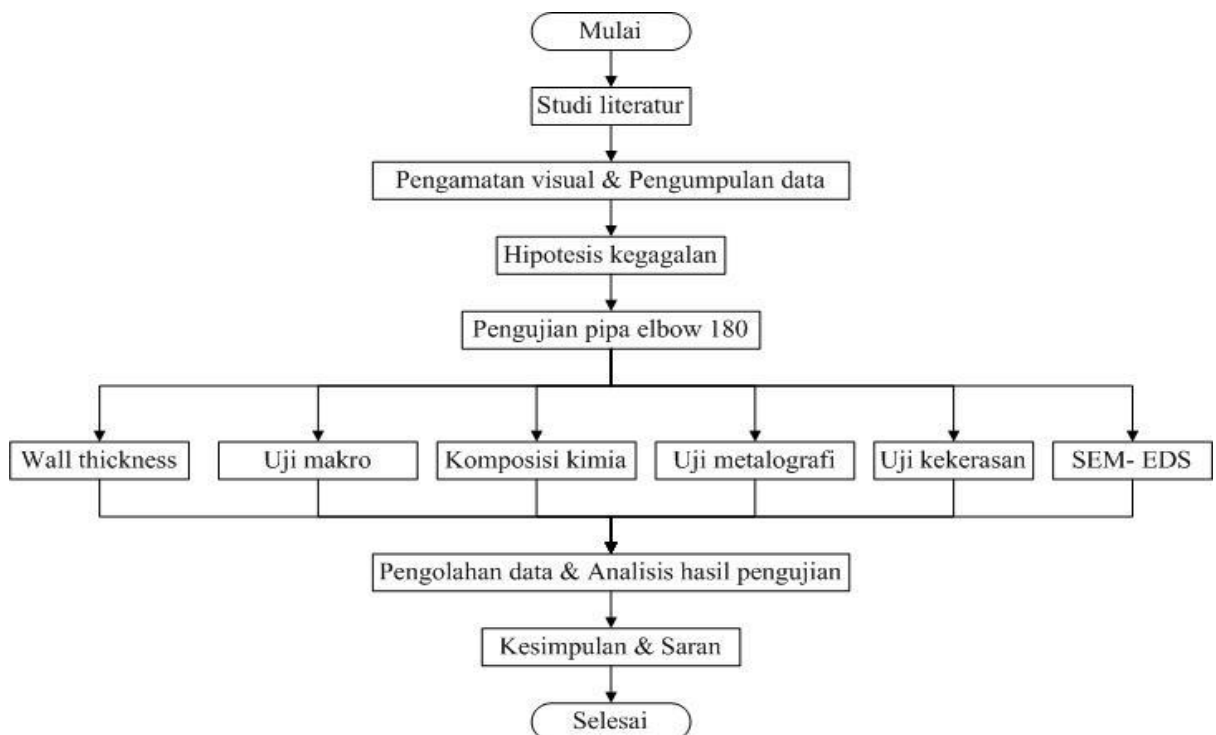 Mulai
Studi literatur
Pengamatan visual & Pengumpulan data
Hipotesis kegagalan
Pengujian pipa elbow 180
Wall thickness
Uji makro
Komposisi kimia
Uji metalografi
Uji kekerasan
SEM- EDS
Pengolahan data & Analisis hasil pengujian
Kesimpulan & Saran
Selesai